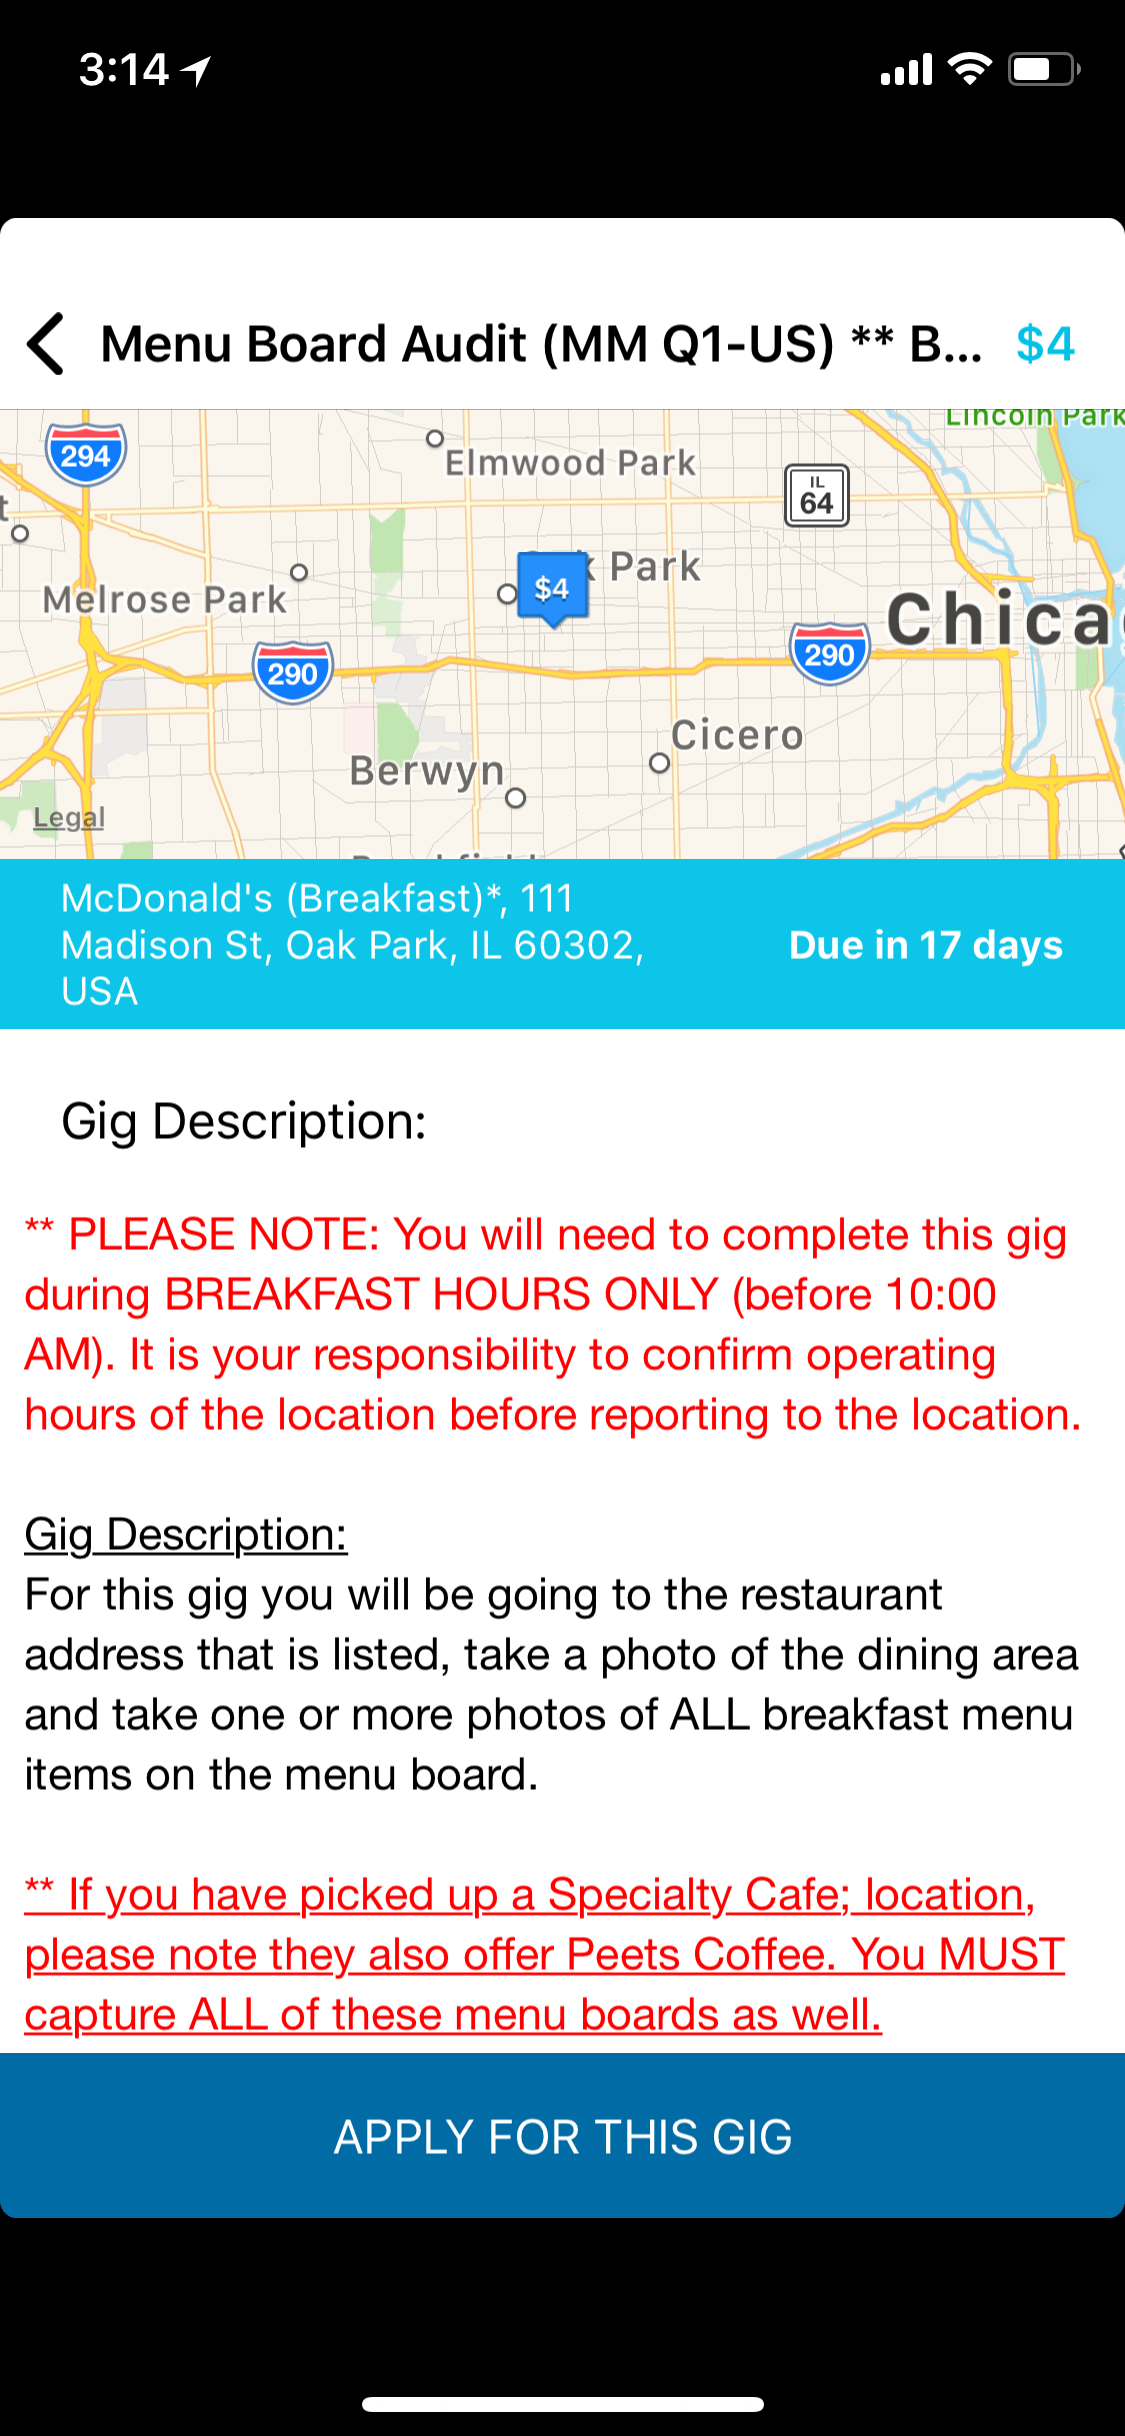 3:14
Menu Board Audit (MM Q1-US) ** B... $4
Lincoln Park
294
Elmwood Park
IL
64
t
Park
$4
Melrose Park
Chica
290
290
Cicero
Berwyn
Legal
McDonald's (Breakfast)*, 111
Madison St, Oak Park, IL 60302,
USA
Due in 17 days
Gig Description:
** PLEASE NOTE: You will need to complete this gig
during BREAKFAST HOURS ONLY (before 10:00
AM). It is your responsibility to confirm operating
hours of the location before reporting to the location.
Gig Description:
For this gig you will be going to the restaurant
address that is listed, take a photo of the dining area
and take one or more photos of ALL breakfast menu
items on the menu board.
** If you have picked up a Specialty Cafe; location,
please note they also offer Peets Coffee. You MUST
capture ALL of these menu boards as well.
APPLY FOR THIS GIG